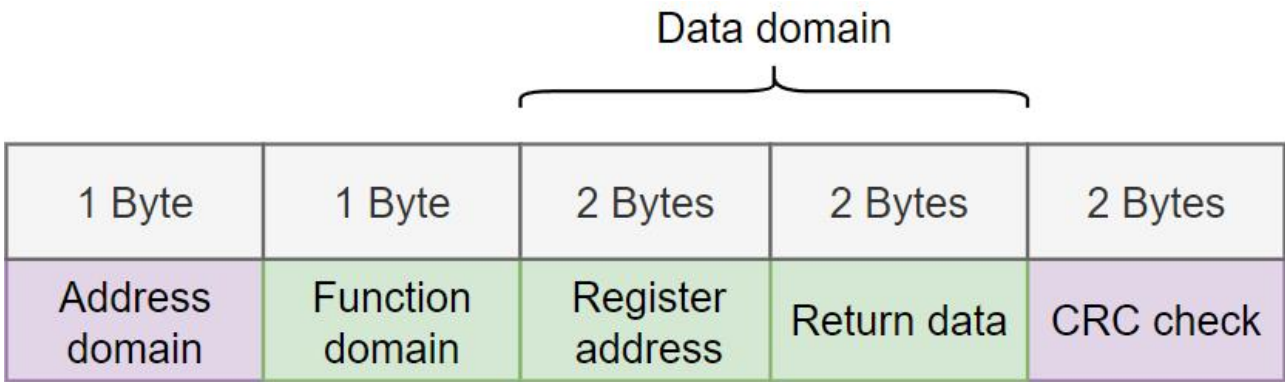 Data domain
1 Byte
1 Byte
2 Bytes
2 Bytes
2 Bytes
Address
domain
Function
domain
Register
address
Return data
CRC check